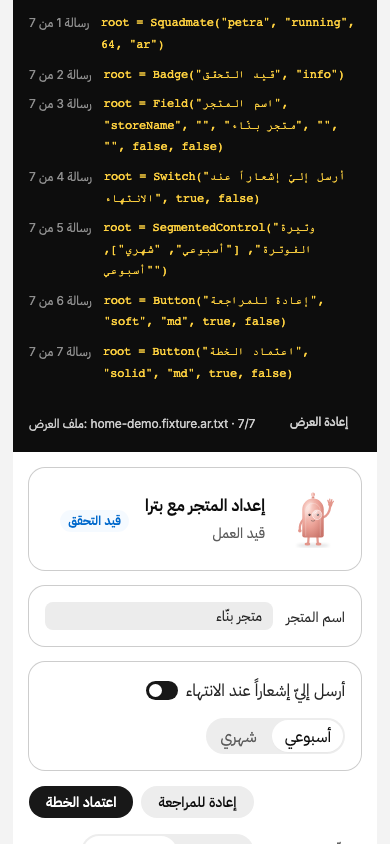 رسالة 1 من 7
root = Squadmate("petra", "running",
64, "ar")
رسالة 2 من 7
root = Badge("قيد التحقق", "info")
رسالة 3 من 7
root = Field("اسم المتجر",
"storeName", "", "متجر بنّاء", "",
"", false, false)
رسالة 4 من 7
root = Switch("أرسل إليّ إشعاراً عند
الانتهاء", true, false)
رسالة 5 من 7
root = SegmentedControl("وتيرة
الفوترة", ["أسبوعي", "شهري"],
"أسبوعي")
رسالة 6 من 7
root = Button("إعادة للمراجعة",
"soft", "md", true, false)
رسالة 7 من 7
root = Button("اعتماد الخطة",
"solid", "md", true, false)
ملف العرض: home-demo.fixture.ar.txt · 7/7
إعادة العرض
إعداد المتجر مع بترا
قيد العمل
قيد التحقق
اسم المتجر
متجر بنّاء
أرسل إليّ إشعاراً عند الانتهاء
أسبوعي
شهري
إعادة للمراجعة
اعتماد الخطة